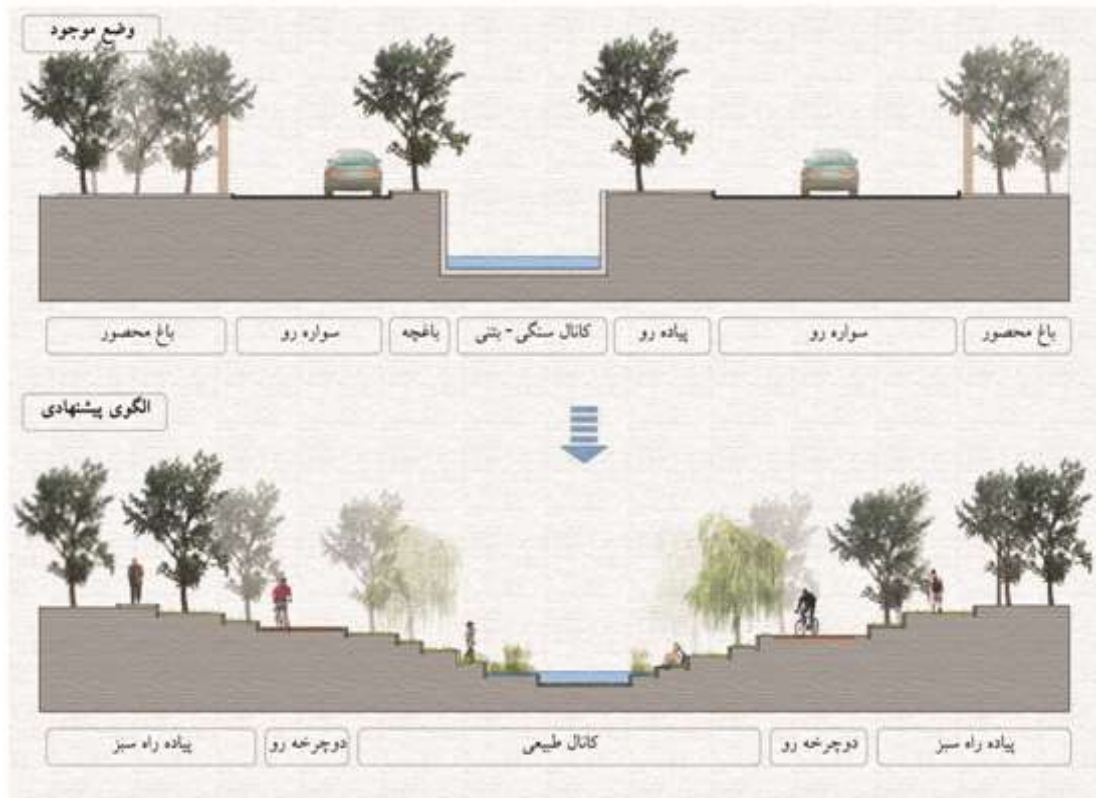 وضع موجود
باغ محصور سواره رو پیاده رو کانال سنگی - بتنی باغچه سواره رو باغ محصور
الگوی پیشنهادی
پیاده راه سبز دوچرخه رو کانال طبیعی دوچرخه رو پیاده راه سبز